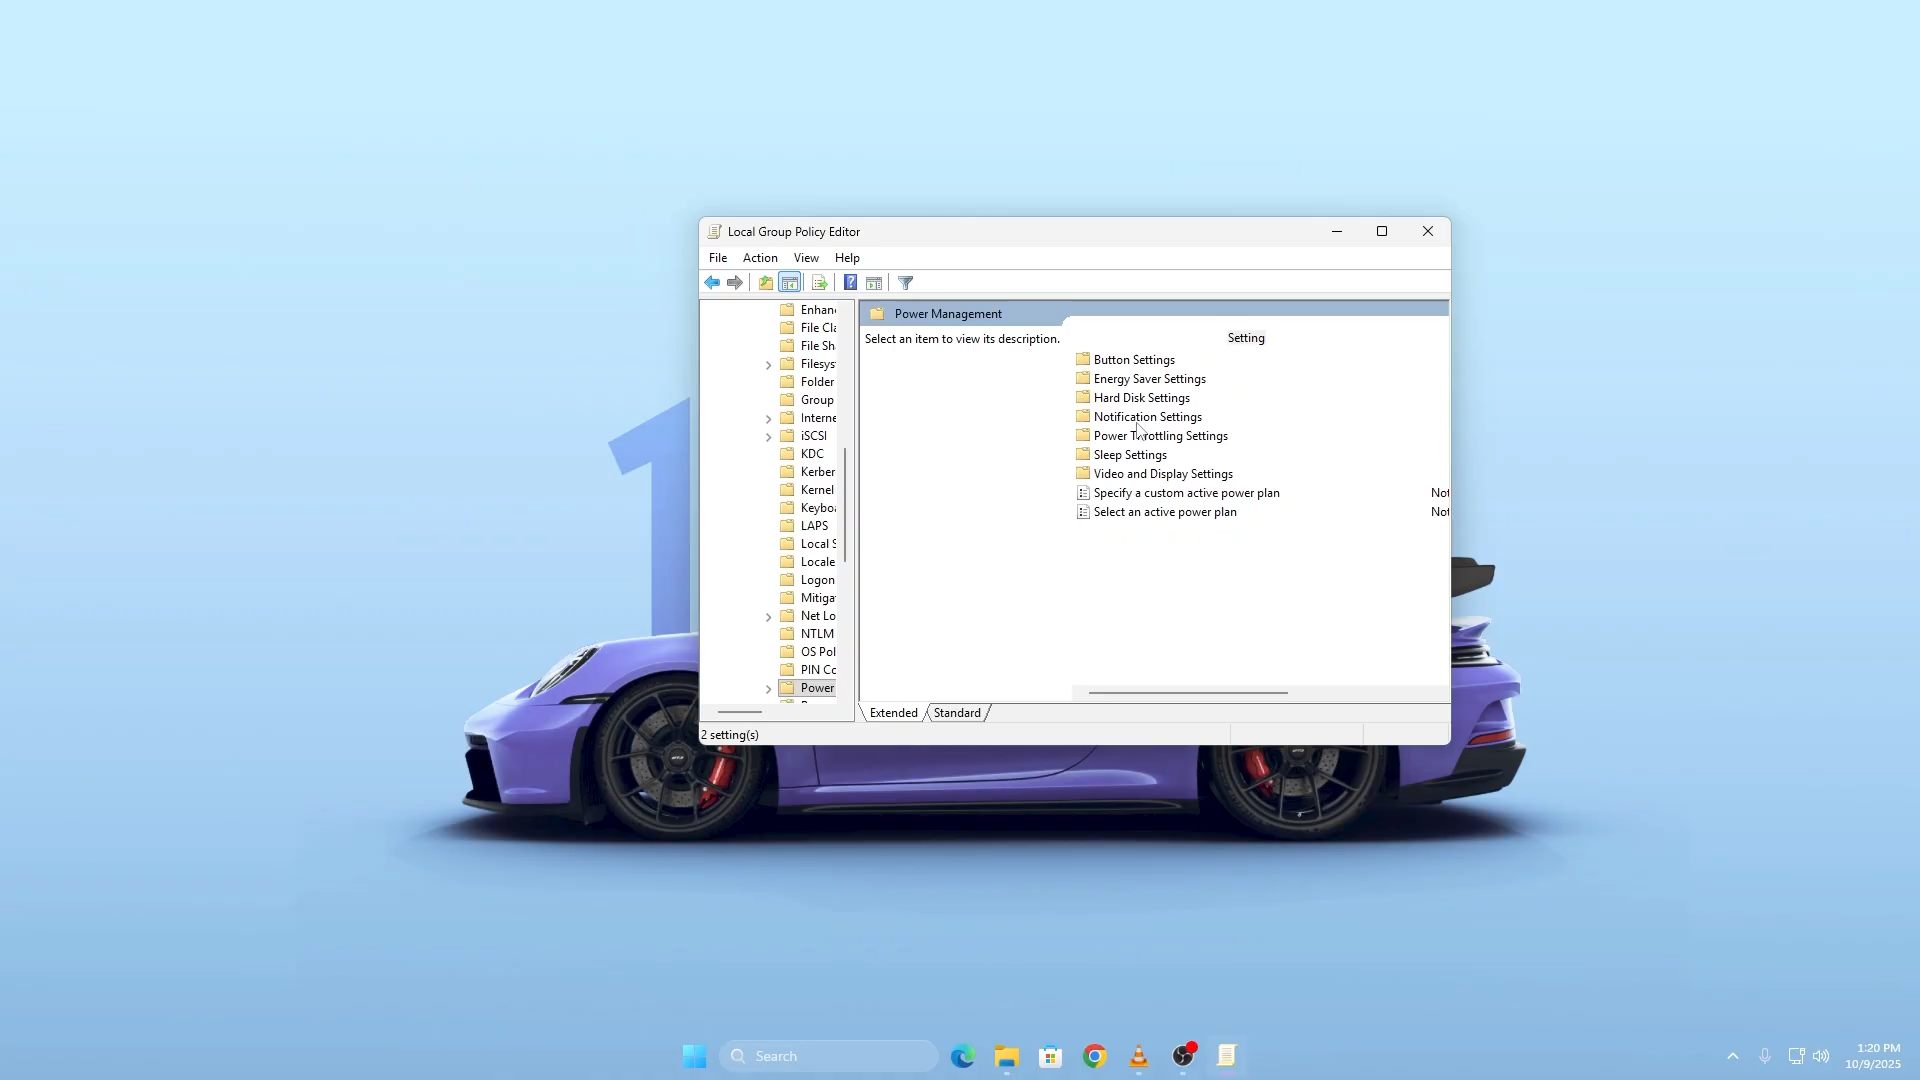 Local Group Policy Editor
File Action View Help
Enhan
File Cla
File Sh
Filesys
Folder
Group
Interne
iSCSI
KDC
Kerber
Kernel
Keyboa
LAPS
Local S
Locale
Logon
Mitiga
Net Lo
NTLM
OS Pol
PIN Co
Power
Power Management
Select an item to view its description.
Setting
Button Settings
Energy Saver Settings
Hard Disk Settings
Notification Settings
Power Throttling Settings
Sleep Settings
Video and Display Settings
Specify a custom active power plan Not
Select an active power plan Not
Extended Standard
2 setting(s)
1
Search
1:20 PM
10/9/2025